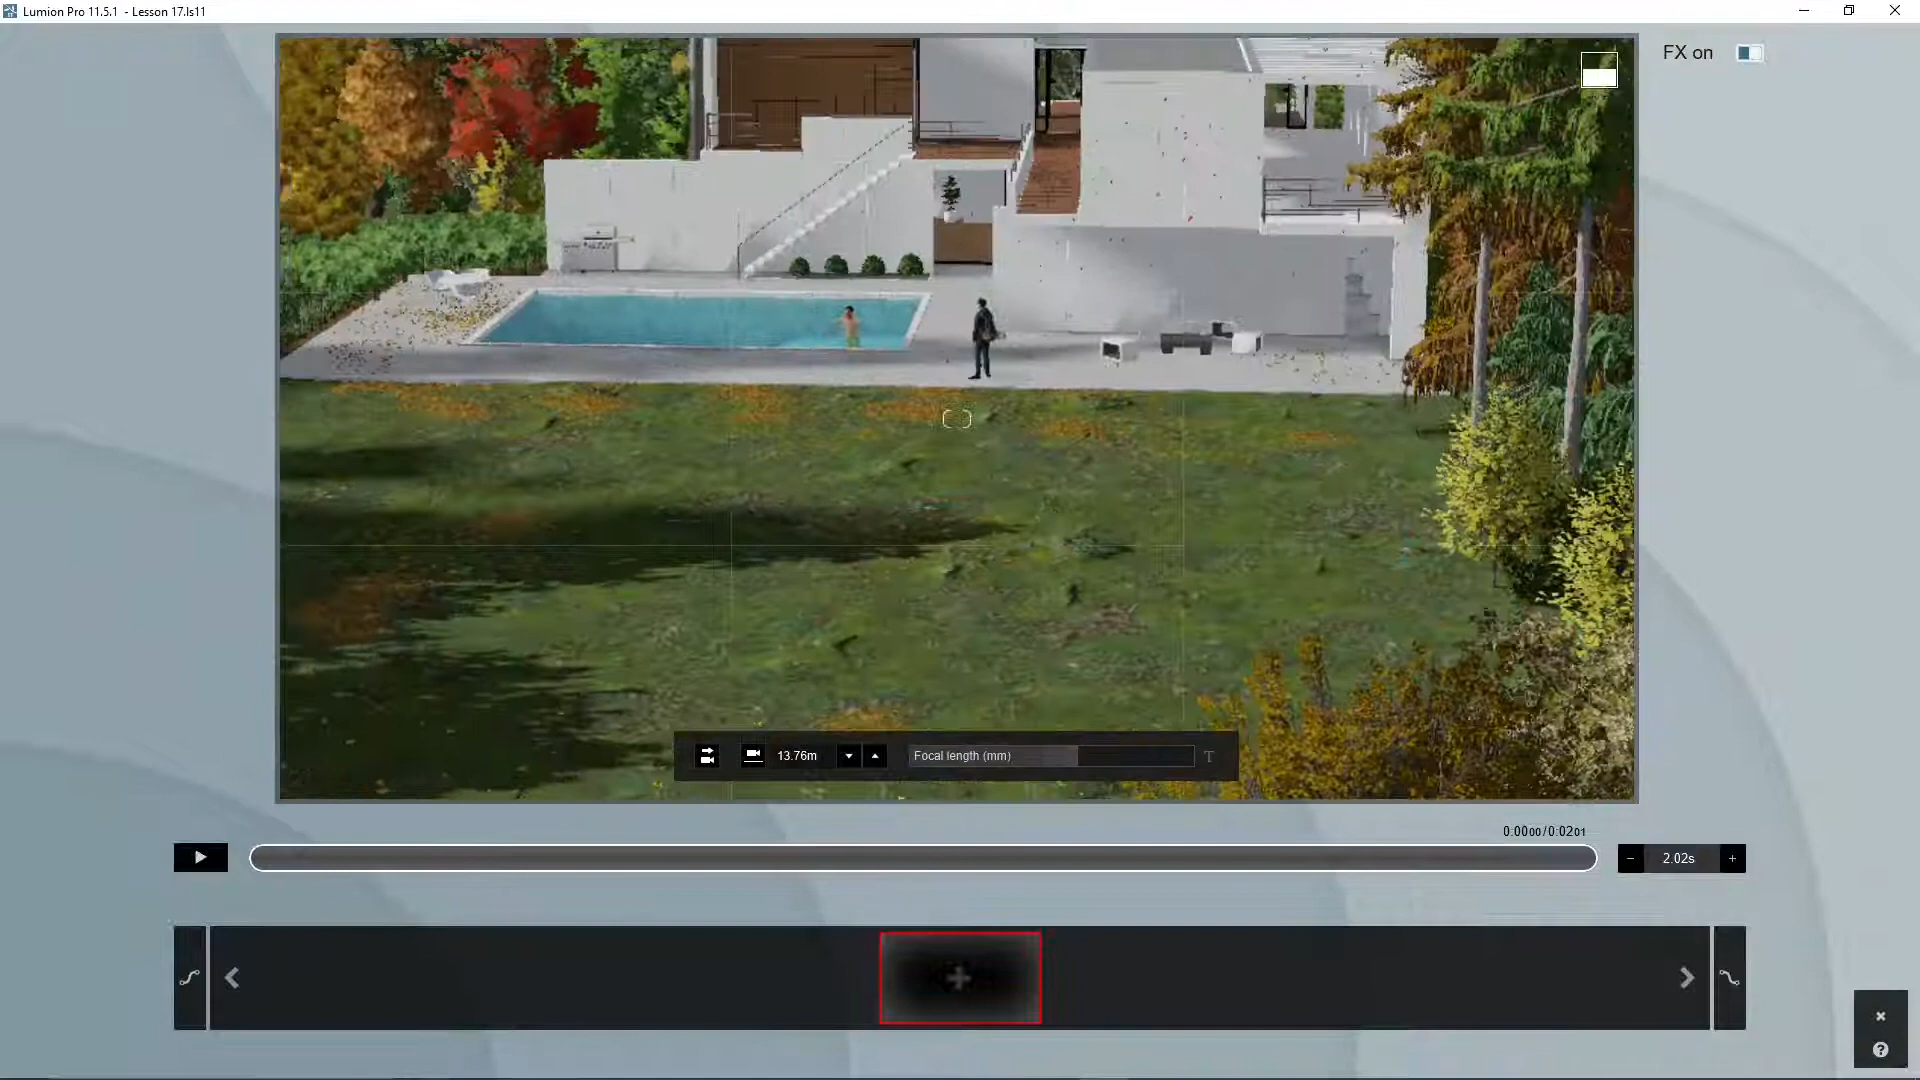 Lumion Pro 11.5.1 - Lesson 17.ls11
FX on
13.76m
Focal length (mm)
T
0:0000/0:0201
− 2.02s +